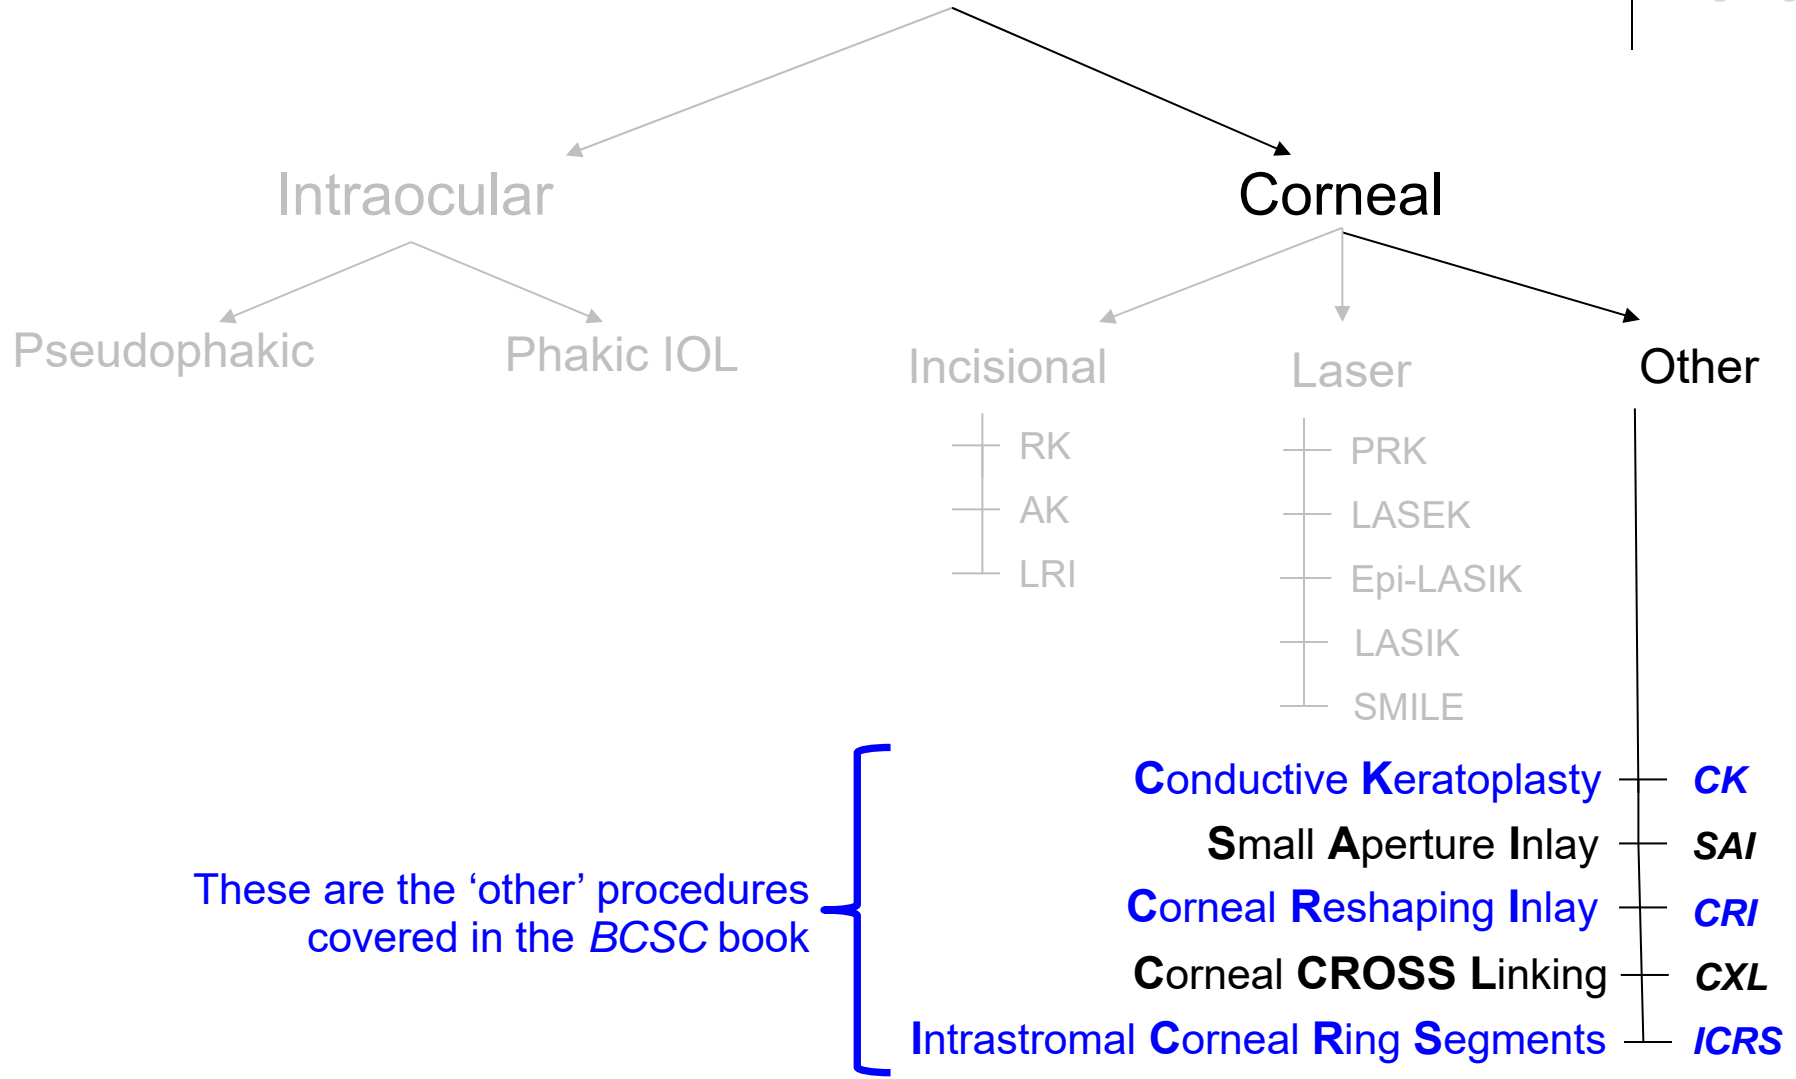 Intraocular
Corneal
Pseudophakic
Phakic IOL
Incisional
Laser
Other
RK
AK
LRI
PRK
LASEK
Epi-LASIK
LASIK
SMILE
Conductive Keratoplasty CK
Small Aperture Inlay SAI
Corneal Reshaping Inlay CRI
Corneal CROSS Linking CXL
Intrastromal Corneal Ring Segments ICRS
These are the ‘other’ procedures
covered in the BCSC book